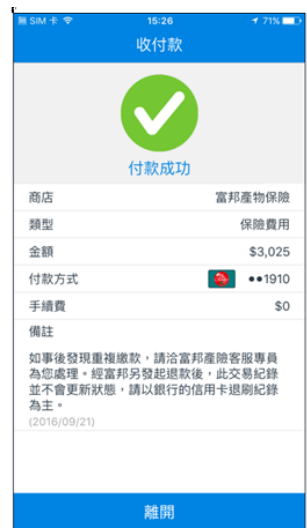 無 SIM 卡 15:26 71%
收付款
付款成功
商店 富邦產物保險
類型 保險費用
金額 $3,025
付款方式 ••1910
手續費 $0
備註
如事後發現重複繳款，請洽富邦產險客服專員
為您處理。經富邦另發起退款後，此交易紀錄
並不會更新狀態，請以銀行的信用卡退刷紀錄
為主。
(2016/09/21)
離開